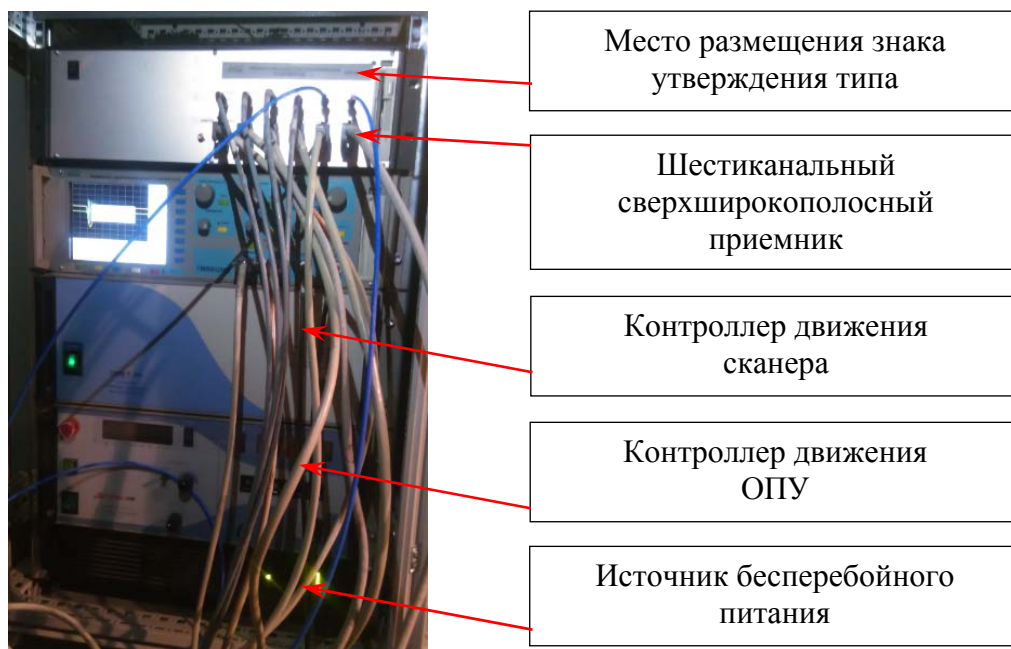 Место размещения знака
утверждения типа
Шестиканальный
сверхширокополосный
приемник
Контроллер движения
сканера
Контроллер движения
ОПУ
Источник бесперебойного
питания